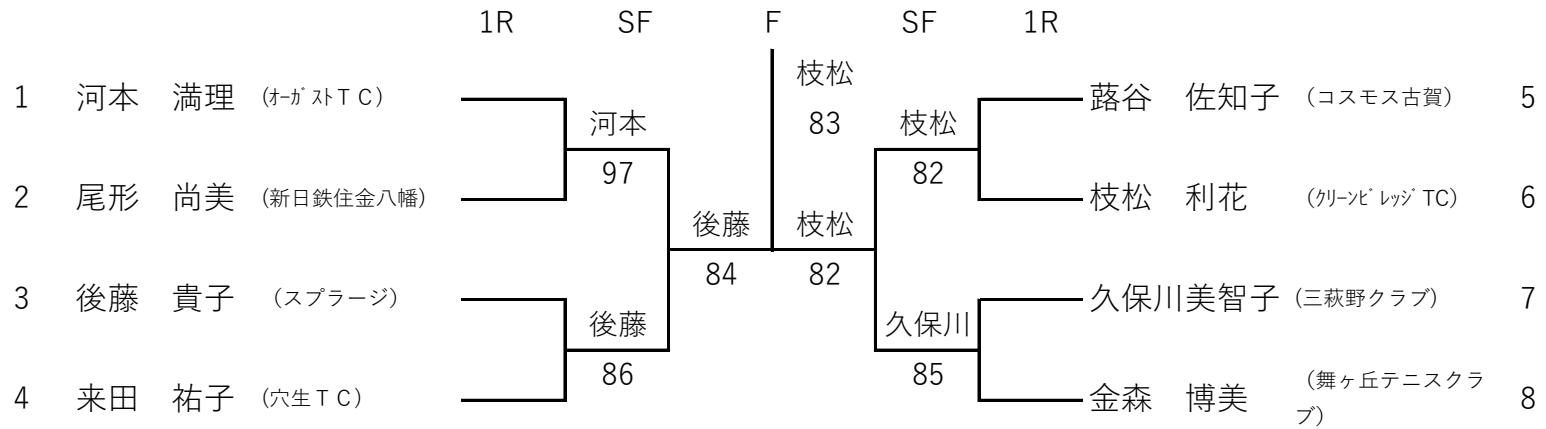 1R SF F SF 1R
枝松
1 河本 満理 (ｵｰｶﾞｽﾄＴＣ) 蕗谷 佐知子 (コスモス古賀) 5
河本 83 枝松
97 82
2 尾形 尚美 (新日鉄住金八幡) 枝松 利花 (ｸﾘｰﾝﾋﾞﾚｯｼﾞTC) 6
後藤 枝松
84 82
3 後藤 貴子 (スプラージ) 久保川美智子 (三萩野クラブ) 7
後藤 久保川
86 85
4 来田 祐子 (穴生ＴＣ) 金森 博美 (舞ヶ丘テニスクラ
ブ) 8